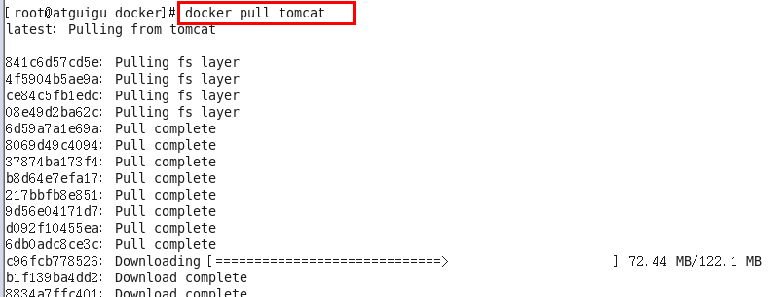 [root@atguigu docker]# docker pull tomcat
latest: Pulling from tomcat
841c6d57cd5e: Pulling fs layer
4f5904b5ae9a: Pulling fs layer
ce84c5fb1edc: Pulling fs layer
08e49d2ba62c: Pulling fs layer
6d59a7a1e69a: Pull complete
8069d49c4094: Pull complete
37874ba173f4: Pull complete
b8d64e7efa17: Pull complete
217bbfb8e851: Pull complete
9d56e04171d7: Pull complete
d092f10455ea: Pull complete
6db0adc8ce3c: Pull complete
c96fcb778526: Downloading [=============================>                     ] 72.44 MB/122.1 MB
b1f139ba4dd2: Download complete
8834a7ffc401: Download complete